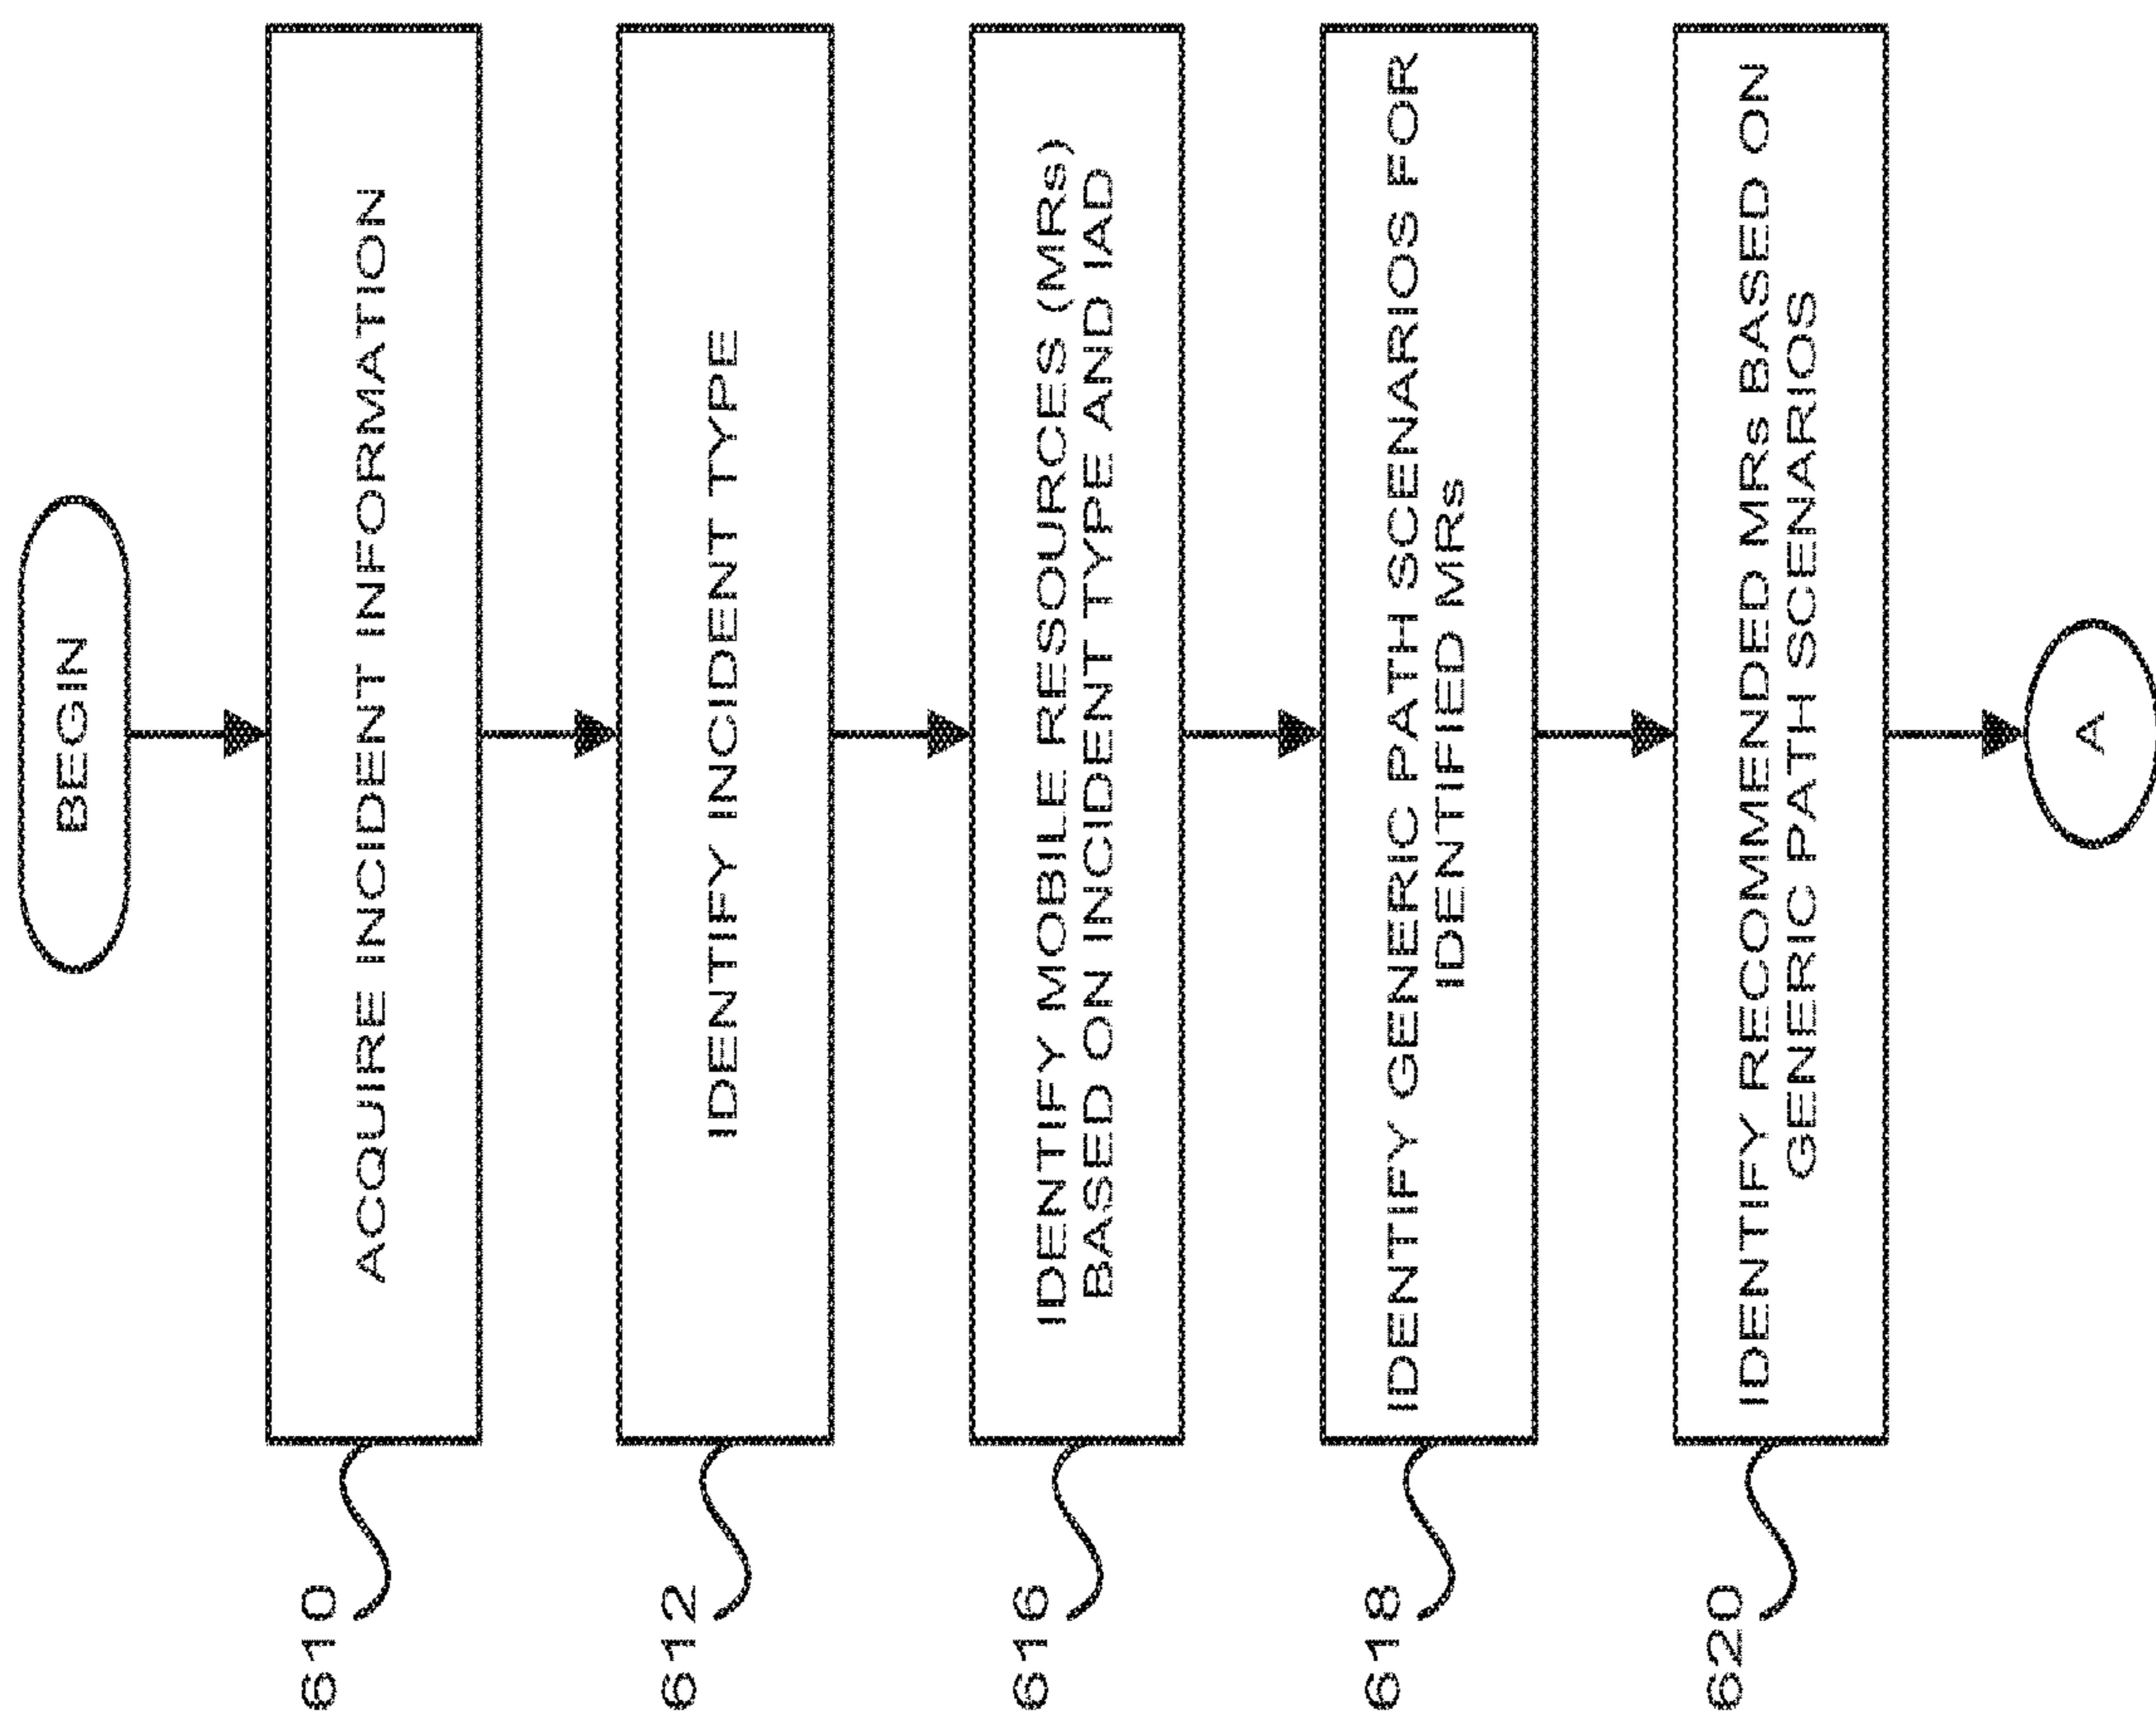 BEGIN
610
ACQUIRE INCIDENT INFORMATION
612
IDENTIFY INCIDENT TYPE
616
IDENTIFY MOBILE RESOURCES (MRs)
BASED ON INCIDENT TYPE AND IAD
618
IDENTIFY GENERIC PATH SCENARIOS FOR
IDENTIFIED MRs
620
IDENTIFY RECOMMENDED MRs BASED ON
GENERIC PATH SCENARIOS
A